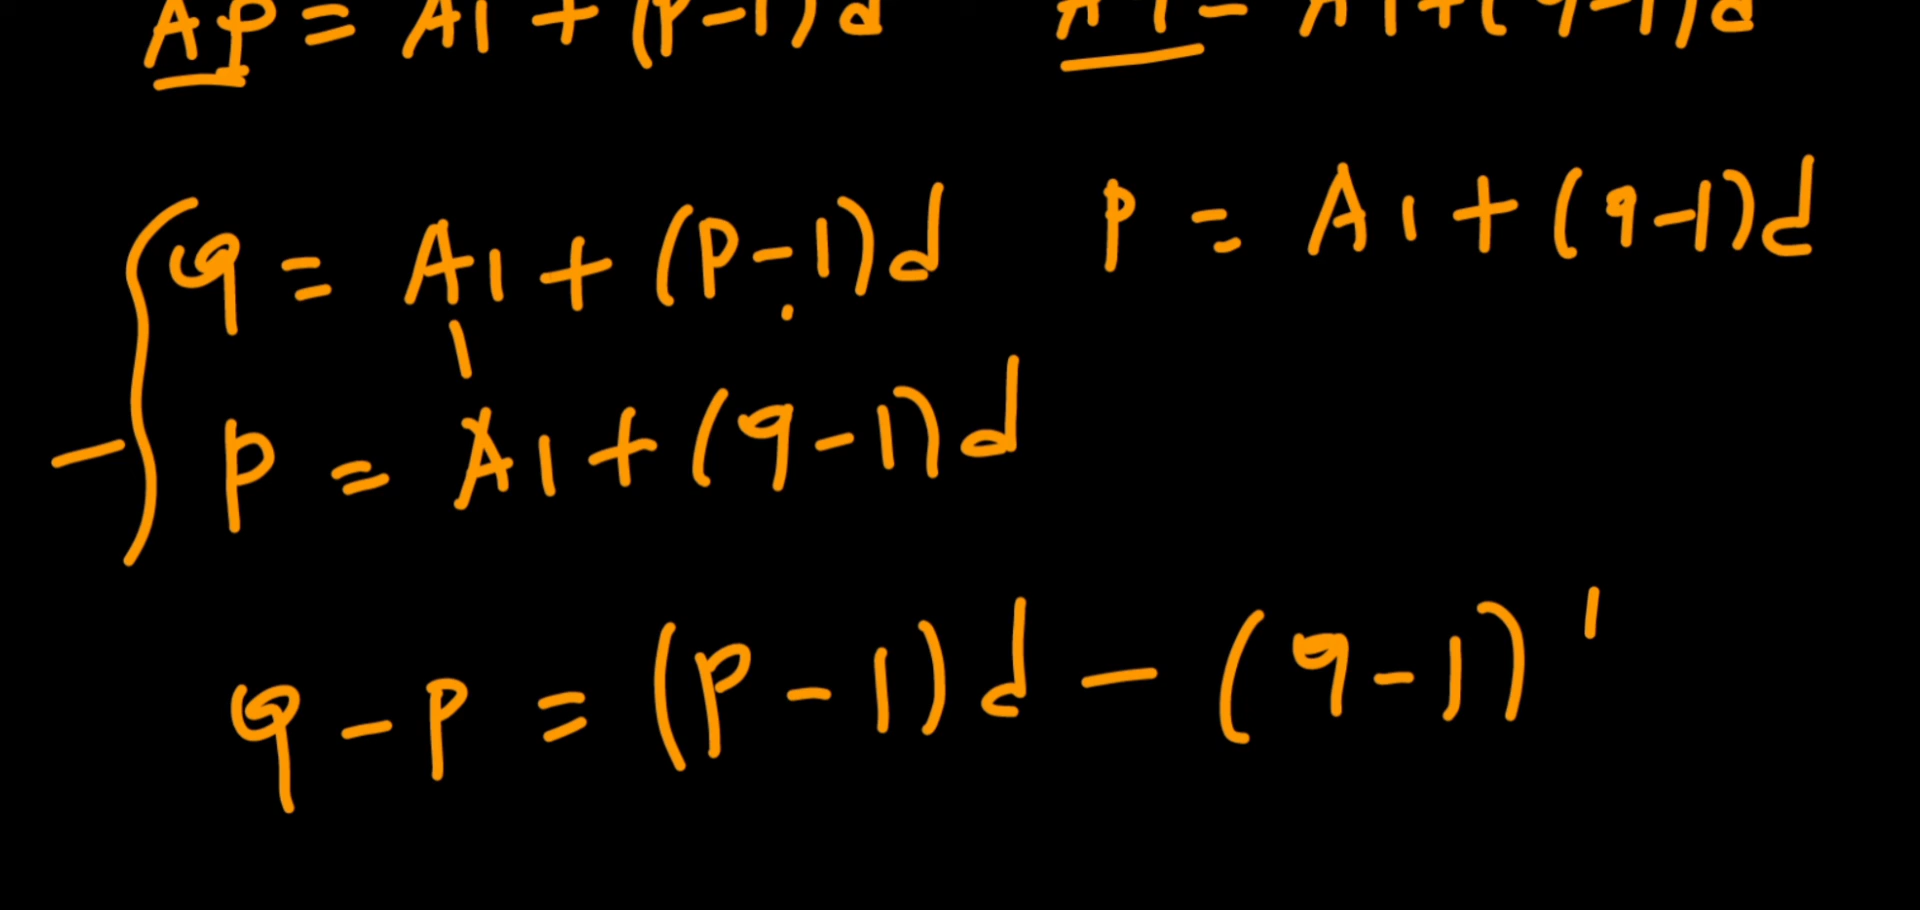 Ap = A1 + (p-1)d    Aq = A1 + (q-1)d
q = A1 + (p-1)d    p = A1 + (q-1)d
p = A1 + (q-1)d
q - p = (p-1)d - (q-1)